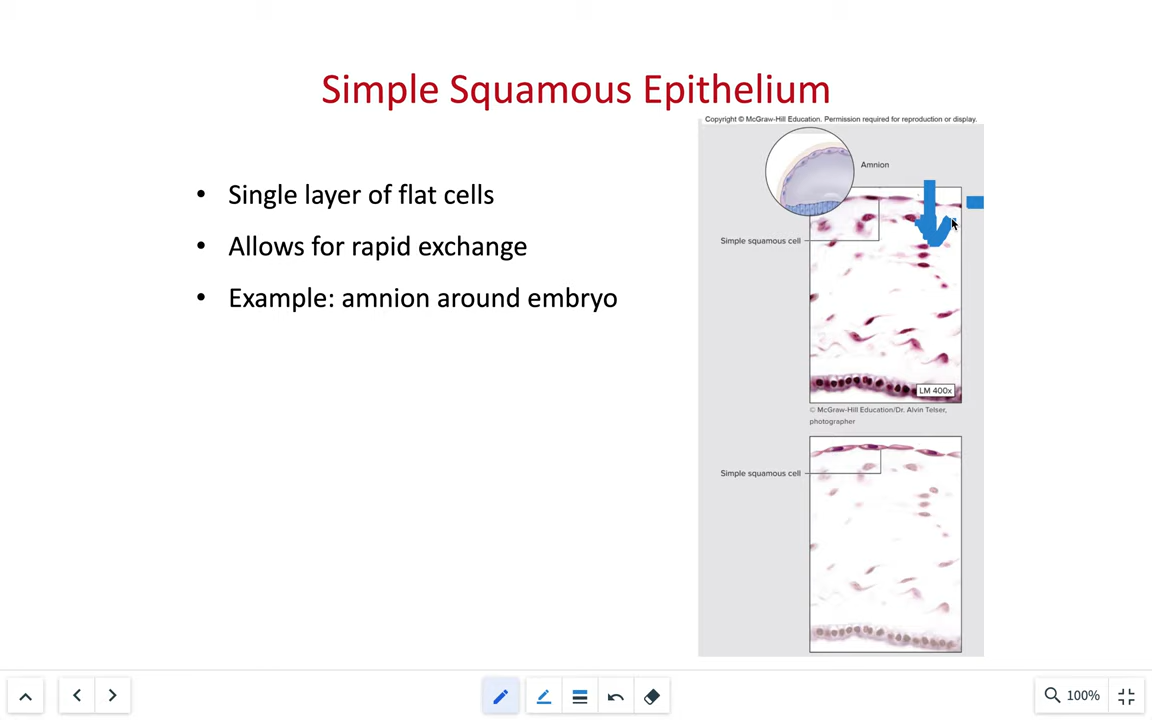 Simple Squamous Epithelium
Copyright © McGraw-Hill Education. Permission required for reproduction or display.
• Single layer of flat cells
• Allows for rapid exchange
• Example: amnion around embryo
Amnion
Simple squamous cell
LM 400x
© McGraw-Hill Education/Dr. Alvin Telser,
photographer
Simple squamous cell
100%